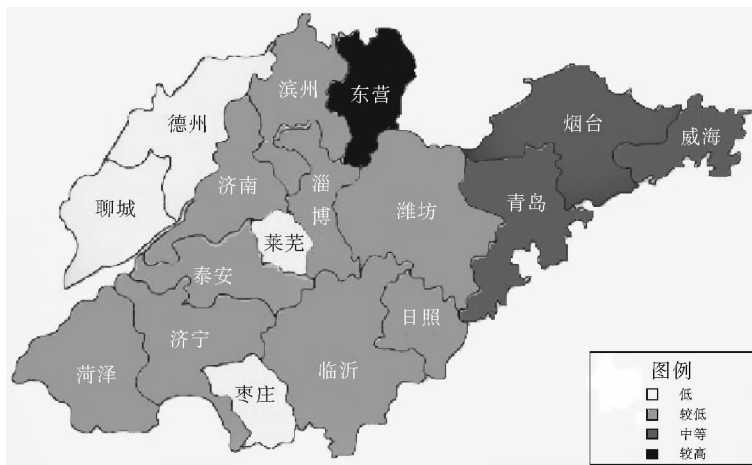 滨州
东营
德州
烟台
威海
济南
淄博
聊城
潍坊
青岛
莱芜
泰安
日照
济宁
临沂
菏泽
枣庄
图例
低
较低
中等
较高